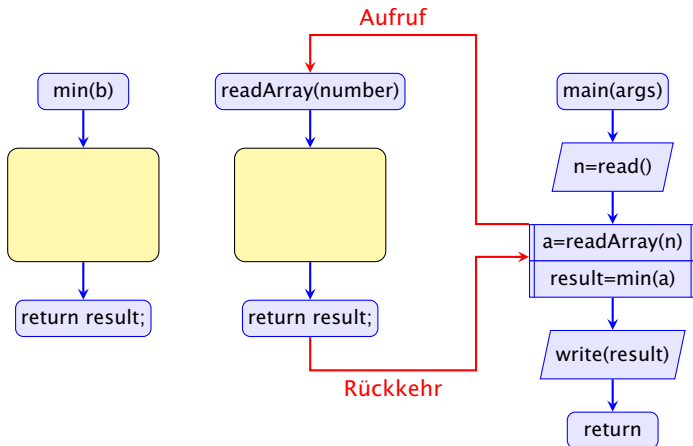 Aufruf
min(b)
readArray(number)
main(args)
n=read()
a=readArray(n)
result=min(a)
return result;
return result;
write(result)
Rückkehr
return